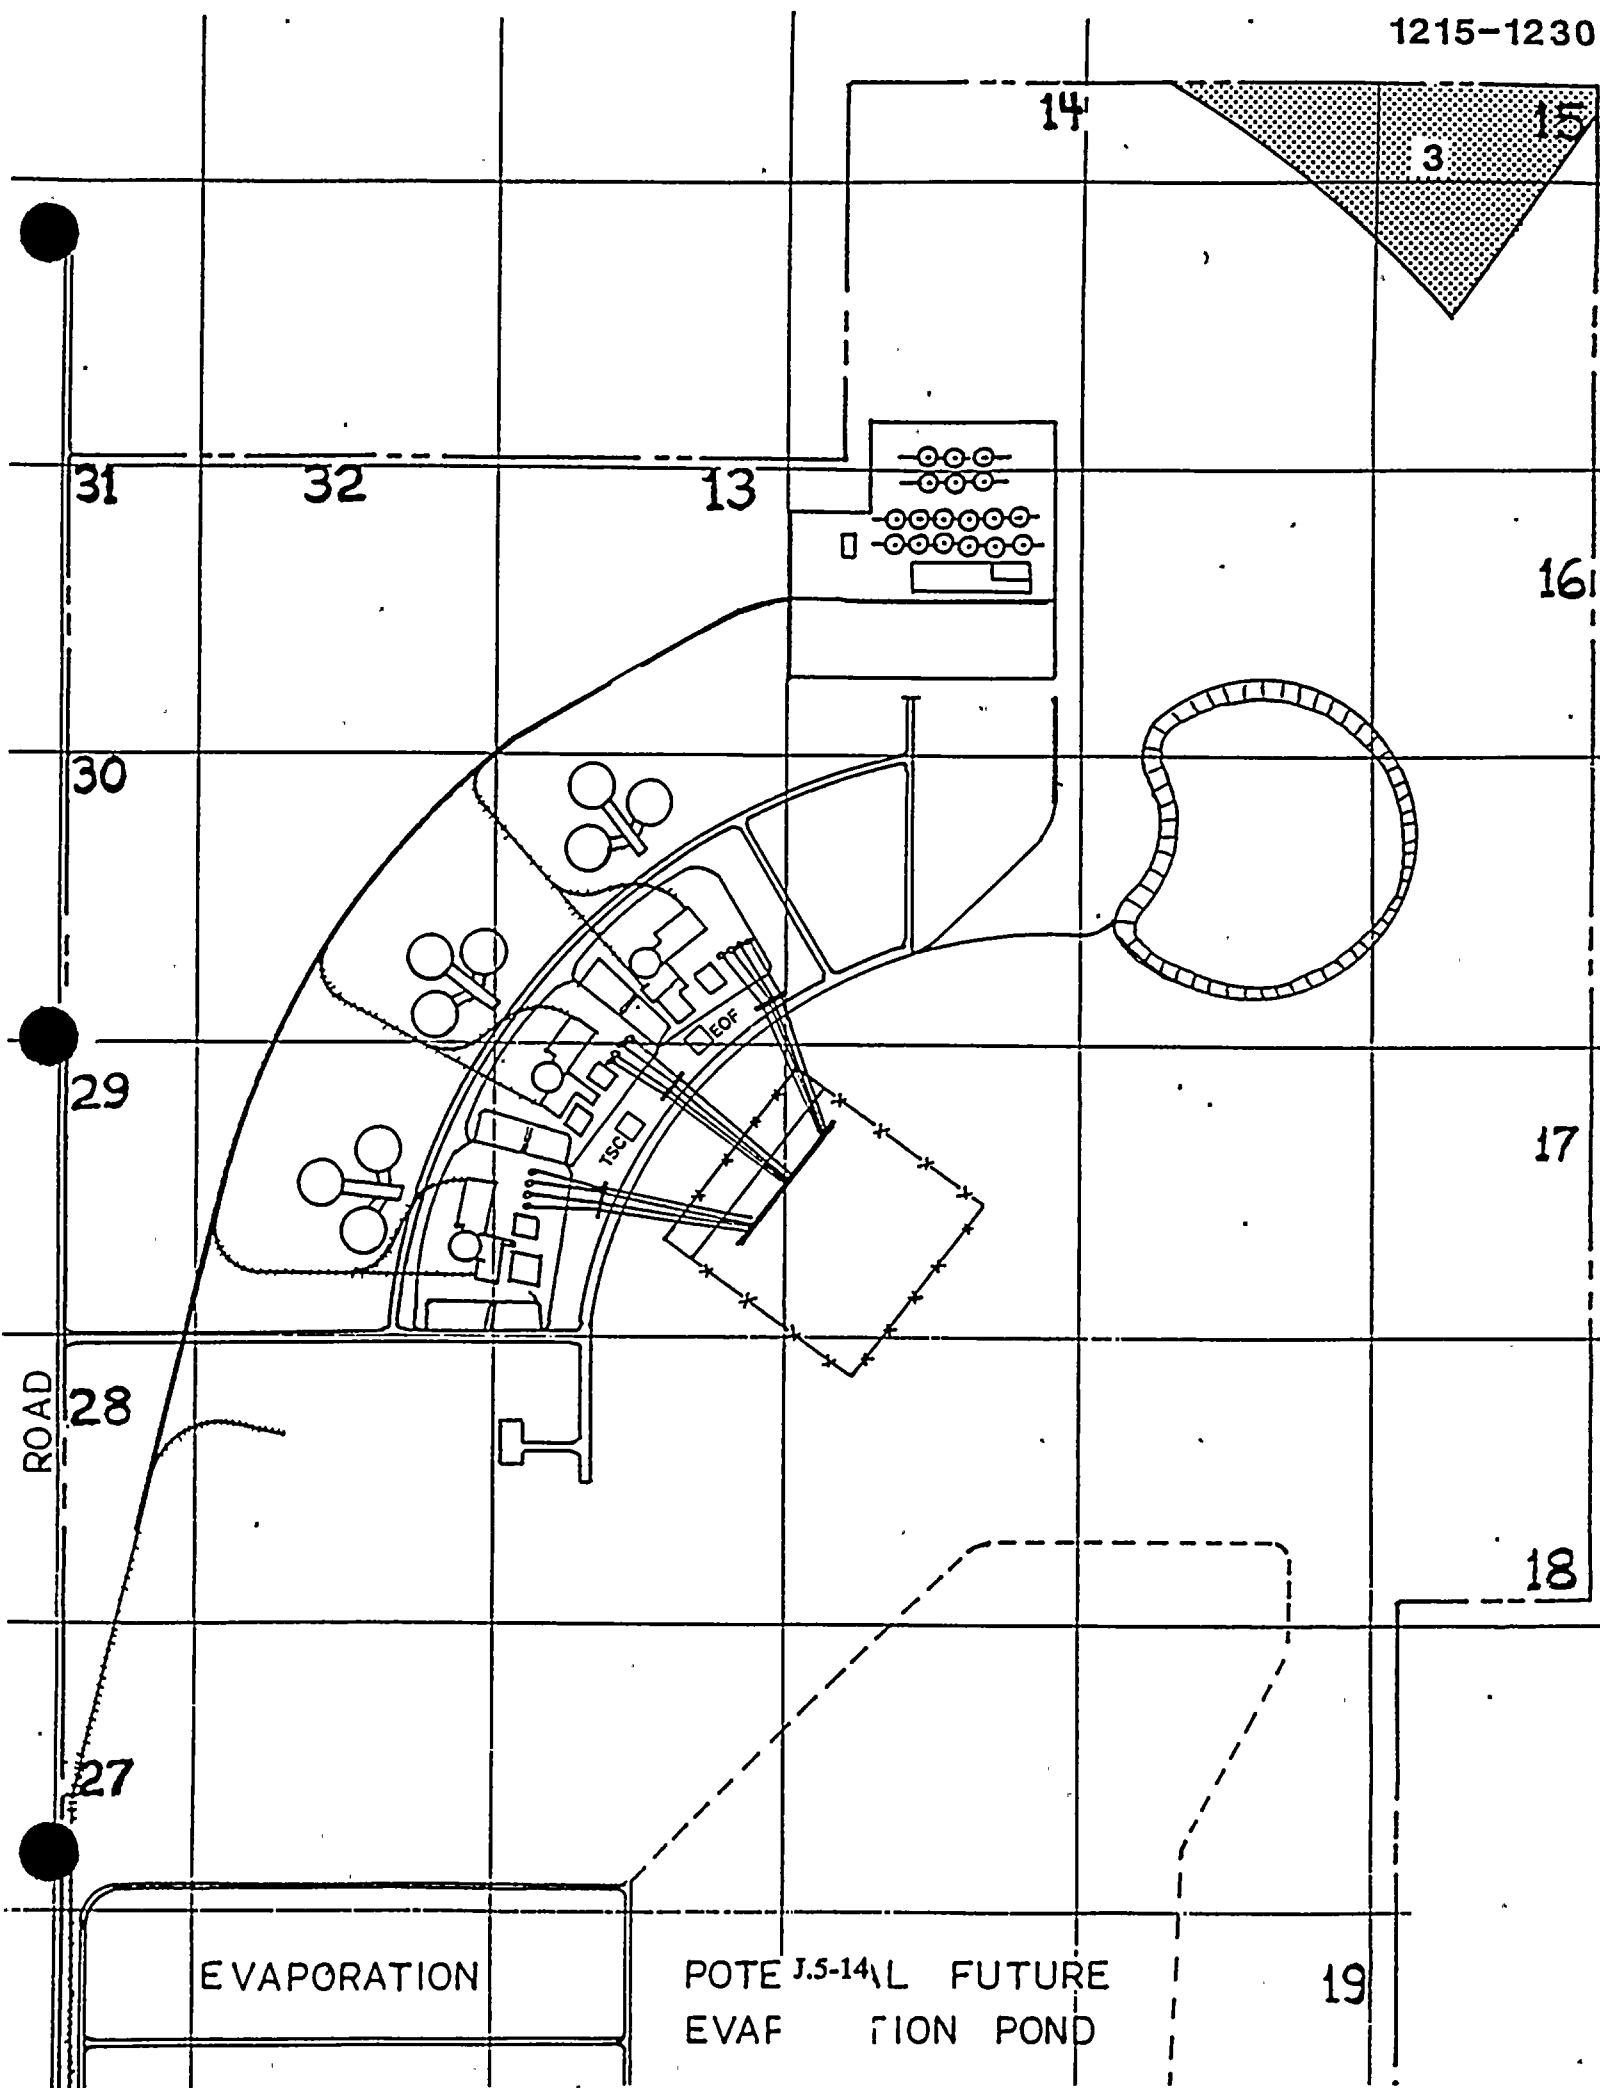 1215-1230
14
15
3
31
32
13
16
30
EOF
29
TSC
17
ROAD
28
18
27
EVAPORATION
POTE J.5-14 L FUTURE
19
EVAP TION POND